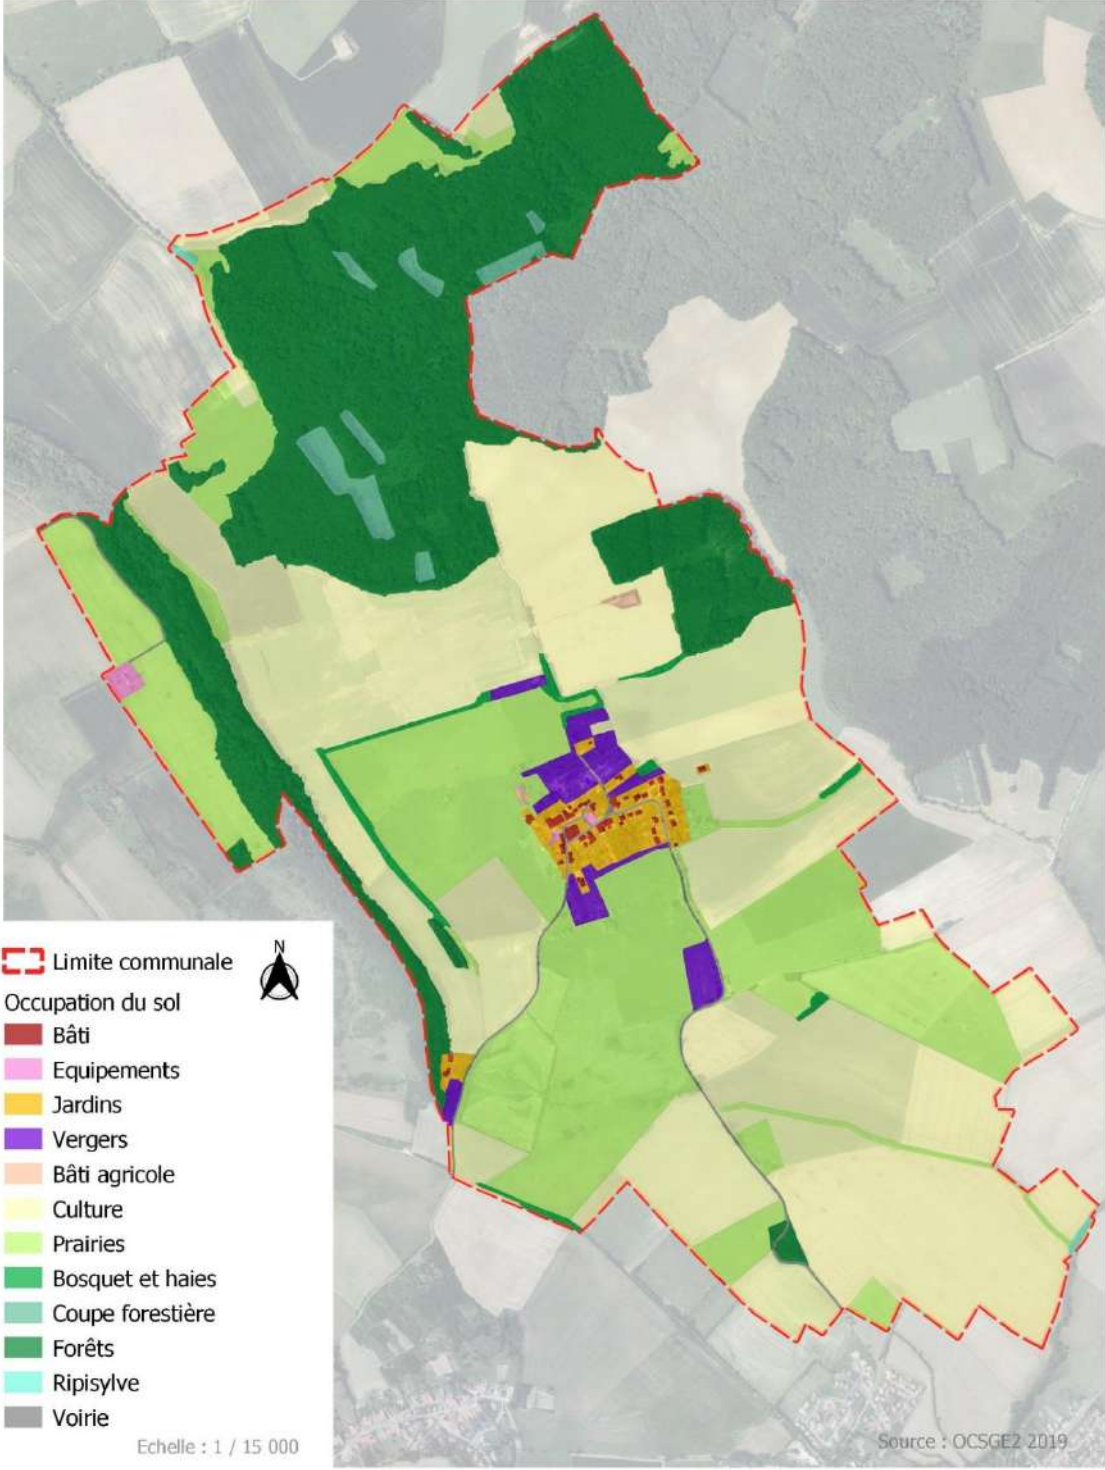 N
Limite communale
Occupation du sol
Bâti
Equipements
Jardins
Vergers
Bâti agricole
Culture
Prairies
Bosquet et haies
Coupe forestière
Forêts
Ripisylve
Voirie
Echelle : 1 / 15 000
Source : OCSGE2 2019